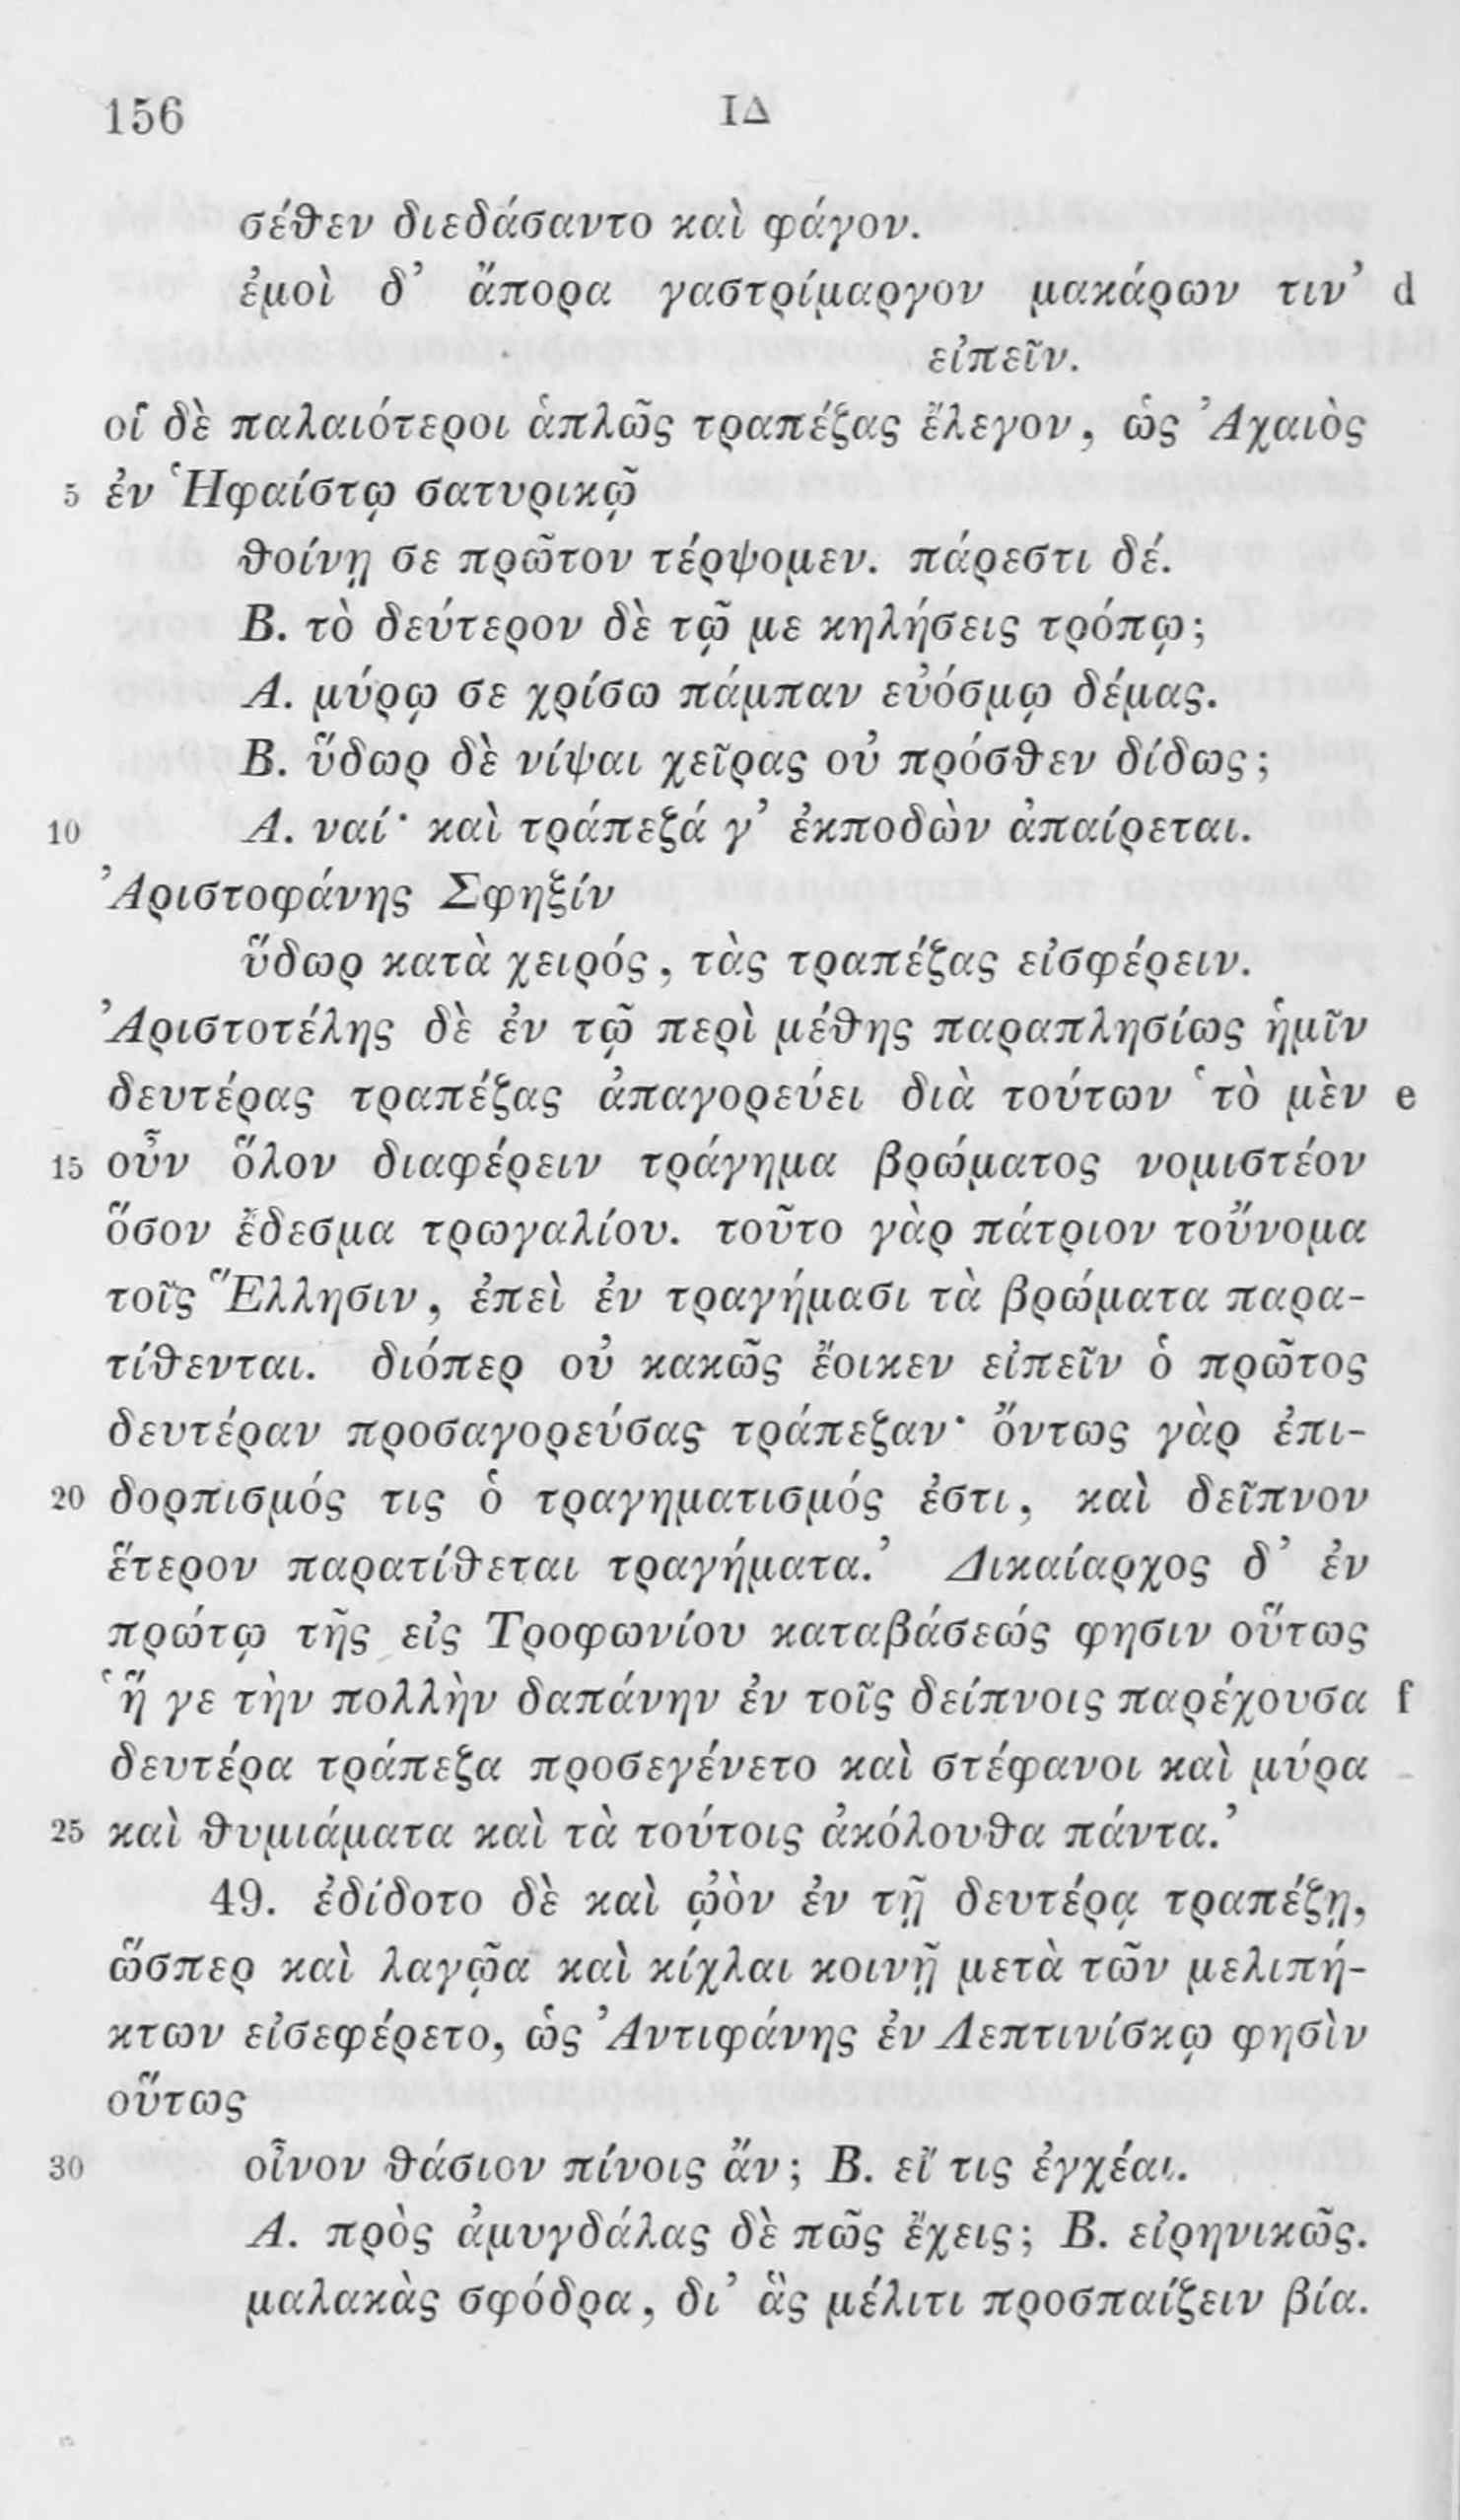 156 ΙΔ
σέθεν διεδάσαντο καὶ φάγον.
ἐμοὶ δ’ ἄπορα γαστρίμαργον μακάρων τιν’ d
εἰπεῖν.
οἱ δὲ παλαιότεροι ἁπλῶς τραπέζας ἔλεγον, ὡς Ἀχαιὸς
5 ἐν Ἡφαίστῳ σατυρικῷ
θοίνῃ σε πρῶτον τέρψομεν. πάρεστι δέ.
Β. τὸ δεύτερον δὲ τῷ με κηλήσεις τρόπῳ;
Α. μύρῳ σε χρίσω πάμπαν εὐόσμῳ δέμας.
Β. ὕδωρ δὲ νίψαι χεῖρας οὐ πρόσθεν δίδως;
10 Α. ναί· καὶ τράπεζά γ’ ἐκποδὼν ἀπαίρεται.
Ἀριστοφάνης Σφηξίν
ὕδωρ κατὰ χειρός, τὰς τραπέζας εἰσφέρειν.
Ἀριστοτέλης δὲ ἐν τῷ περὶ μέθης παραπλησίως ἡμῖν
δευτέρας τραπέζας ἀπαγορεύει διὰ τούτων ‘τὸ μὲν e
15 οὖν ὅλον διαφέρειν τράγημα βρώματος νομιστέον
ὅσον ἔδεσμα τρωγαλίου. τοῦτο γὰρ πάτριον τοὔνομα
τοῖς Ἕλλησιν, ἐπεὶ ἐν τραγήμασι τὰ βρώματα παρα-
τίθενται. διόπερ οὐ κακῶς ἔοικεν εἰπεῖν ὁ πρῶτος
δευτέραν προσαγορεύσας τράπεζαν· ὄντως γὰρ ἐπι-
20 δορπισμός τις ὁ τραγηματισμός ἐστι, καὶ δεῖπνον
ἕτερον παρατίθεται τραγήματα.’ Δικαίαρχος δ’ ἐν
πρώτῳ τῆς εἰς Τροφωνίου καταβάσεώς φησιν οὕτως
‘ἥ γε τὴν πολλὴν δαπάνην ἐν τοῖς δείπνοις παρέχουσα f
δευτέρα τράπεζα προσεγένετο καὶ στέφανοι καὶ μύρα
25 καὶ θυμιάματα καὶ τὰ τούτοις ἀκόλουθα πάντα.’
49. ἐδίδοτο δὲ καὶ ᾠὸν ἐν τῇ δευτέρᾳ τραπέζῃ,
ὥσπερ καὶ λαγῷα καὶ κίχλαι κοινῇ μετὰ τῶν μελιπή-
κτων εἰσεφέρετο, ὡς Ἀντιφάνης ἐν Λεπτινίσκῳ φησὶν
οὕτως
30 οἶνον θάσιον πίνοις ἄν; Β. εἴ τις ἐγχέαι.
Α. πρὸς ἀμυγδάλας δὲ πῶς ἔχεις; Β. εἰρηνικῶς.
μαλακὰς σφόδρα, δι’ ἃς μέλιτι προσπαίζειν βία.